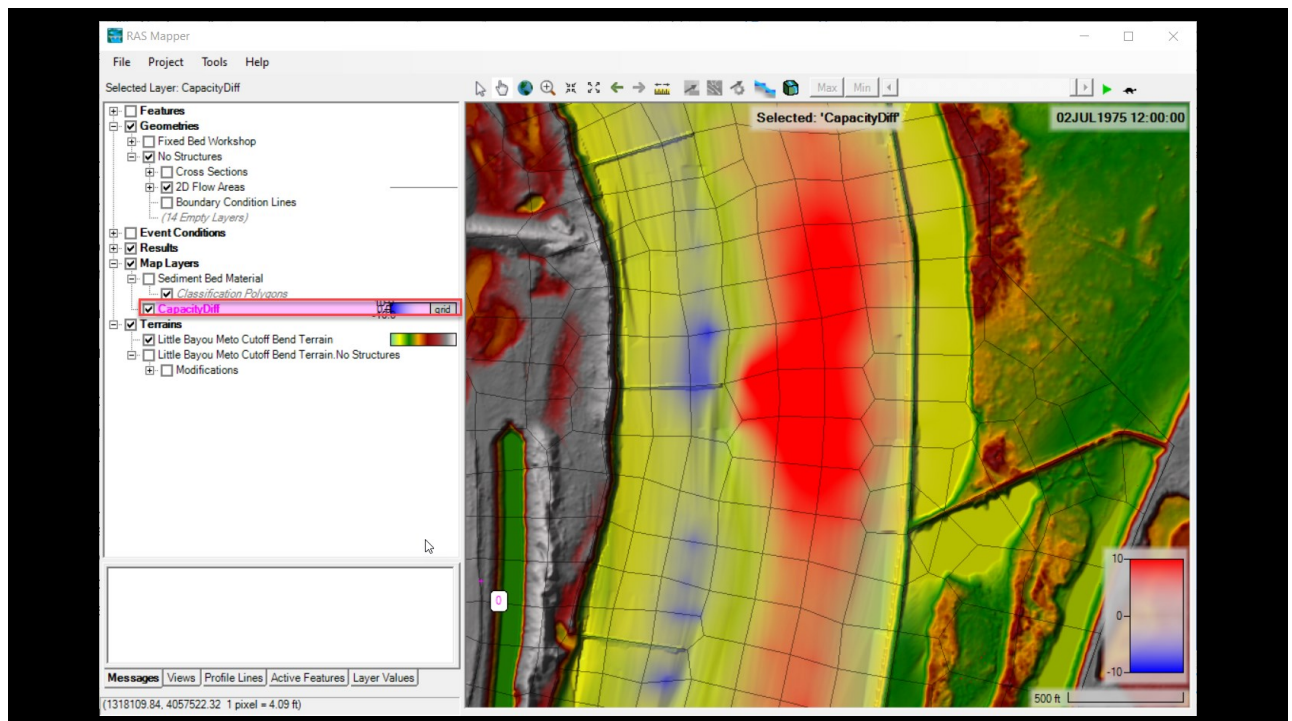 RAS Mapper
File Project Tools Help
Selected Layer: CapacityDiff
Max Min
Features
Geometries
Fixed Bed Workshop
No Structures
Cross Sections
2D Flow Areas
Boundary Condition Lines
(14 Empty Layers)
Event Conditions
Results
Map Layers
Sediment Bed Material
Classification Polygons
CapacityDiff grid
Terrains
Little Bayou Meto Cutoff Bend Terrain
Little Bayou Meto Cutoff Bend Terrain.No Structures
Modifications
Selected: 'CapacityDiff'
02JUL1975 12:00:00
0
10
0
-10
500 ft
Messages Views Profile Lines Active Features Layer Values
(1318109.84, 4057522.32 1 pixel = 4.09 ft)